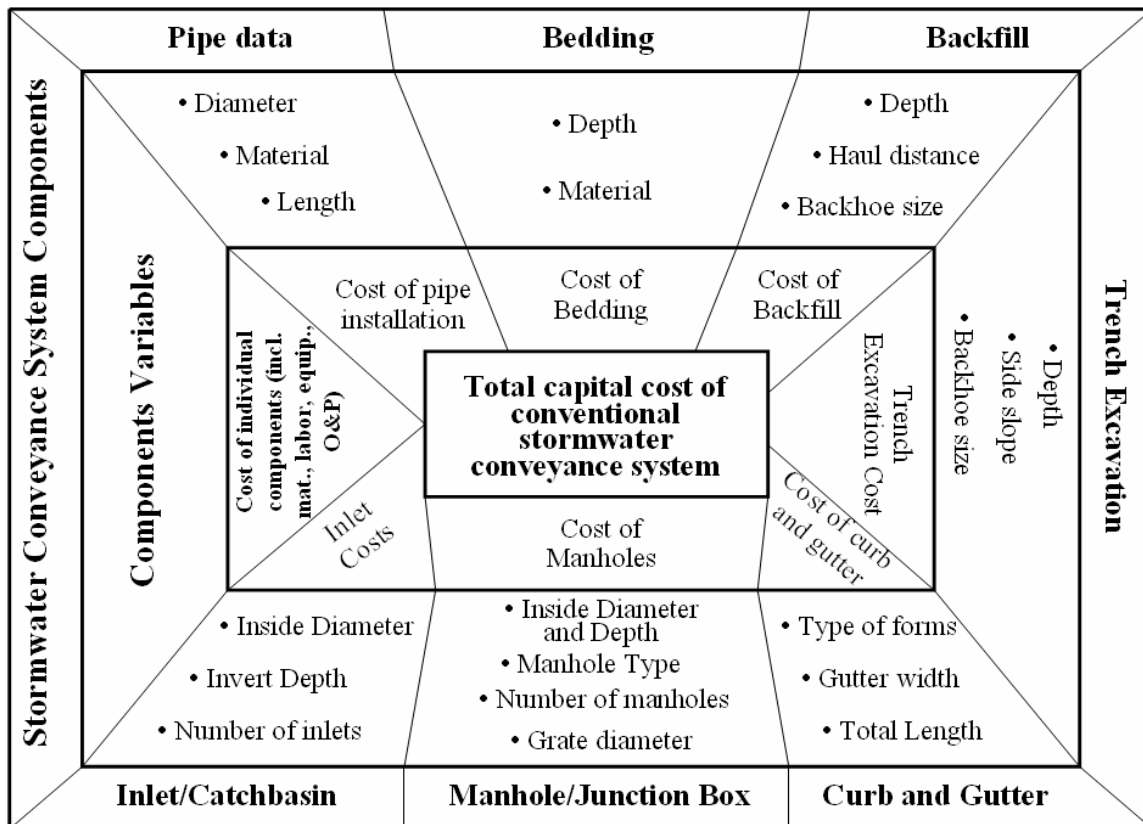 Pipe data
Bedding
Backfill
Stormwater Conveyance System Components
• Diameter
• Material
• Length
• Depth
• Material
• Depth
• Haul distance
• Backhoe size
Components Variables
Cost of individual
components (incl.
mat., labor, equip.,
O&P)
Cost of pipe
installation
Cost of
Bedding
Cost of
Backfill
Total capital cost of
conventional
stormwater
conveyance system
Trench
Excavation Cost
• Depth
• Side slope
• Backhoe size
Trench Excavation
Inlet
Costs
Cost of
Manholes
Cost of curb
and gutter
• Inside Diameter
• Invert Depth
• Number of inlets
• Inside Diameter
and Depth
• Manhole Type
• Number of manholes
• Grate diameter
• Type of forms
• Gutter width
• Total Length
Inlet/Catchbasin
Manhole/Junction Box
Curb and Gutter